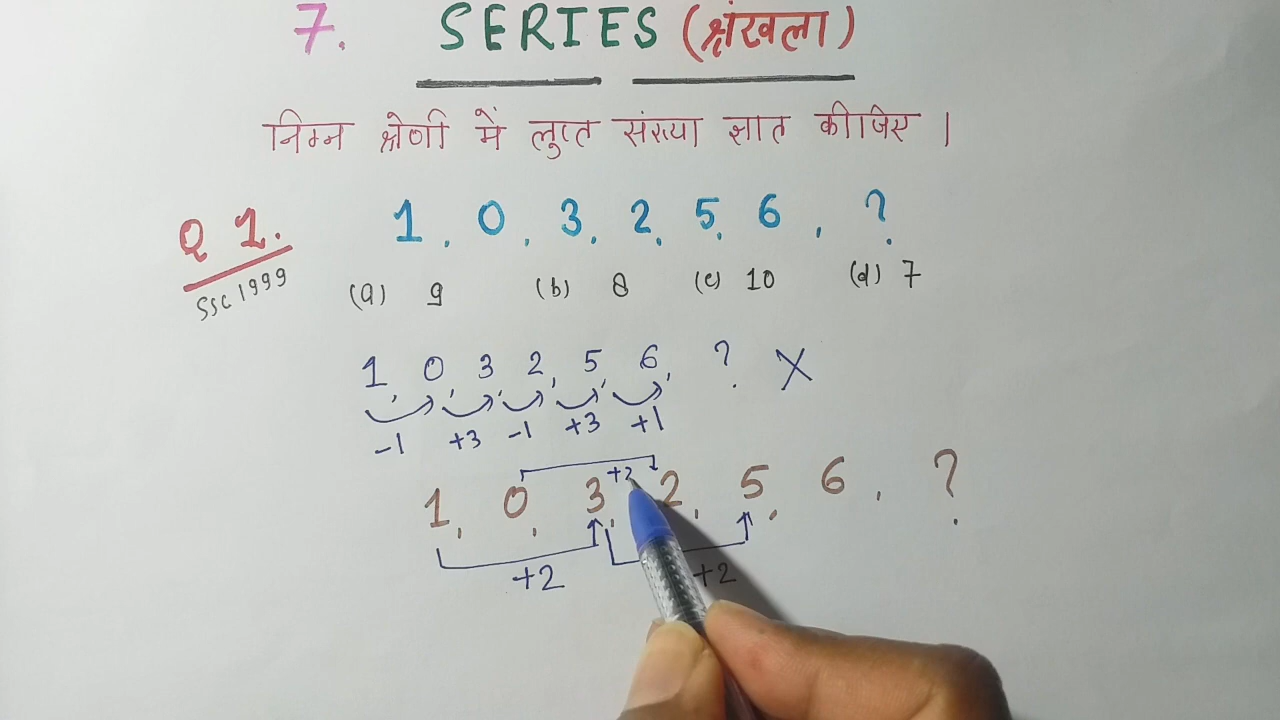 7. SERIES (श्रंखला)
निम्न श्रेणी में लुप्त संख्या ज्ञात कीजिए ।
Q 1. 1, 0, 3, 2, 5, 6, ?
SSC 1999
(a) 9 (b) 8 (c) 10 (d) 7
1, 0, 3, 2, 5, 6, ? X
-1 +3 -1 +3 +1
+2
1, 0, 3, 2, 5, 6, ?
+2 +2